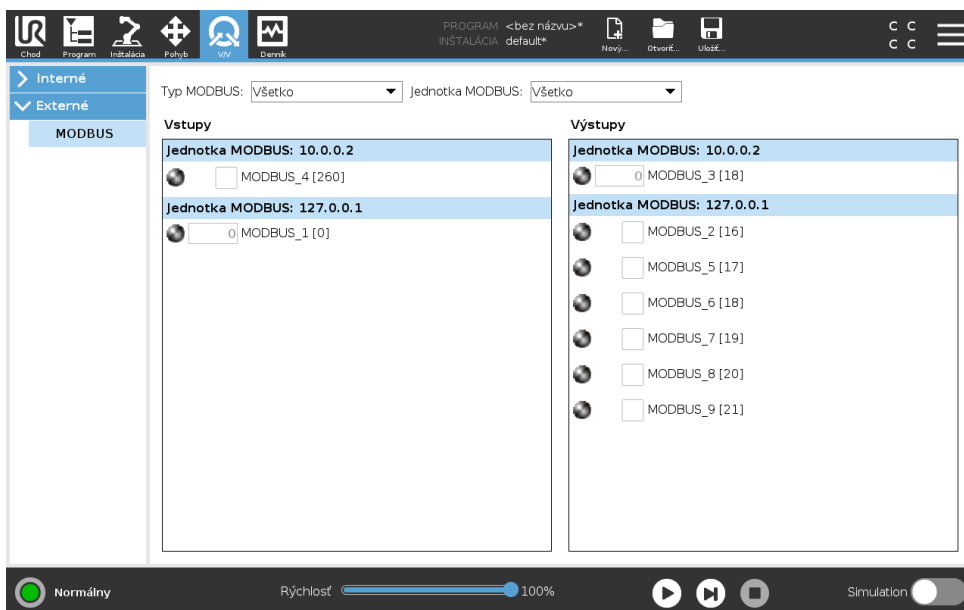 PROGRAM <bez názvu>*
INŠTALÁCIA default*
UR
Chod Program Inštalácia Pohyb V/V Denník Nový... Otvoriť... Uložiť...
C C
C C
Interné
Externé
MODBUS
Typ MODBUS: Všetko Jednotka MODBUS: Všetko
Vstupy
Jednotka MODBUS: 10.0.0.2
MODBUS_4 [260]
Jednotka MODBUS: 127.0.0.1
0 MODBUS_1 [0]
Výstupy
Jednotka MODBUS: 10.0.0.2
0 MODBUS_3 [18]
Jednotka MODBUS: 127.0.0.1
MODBUS_2 [16]
MODBUS_5 [17]
MODBUS_6 [18]
MODBUS_7 [19]
MODBUS_8 [20]
MODBUS_9 [21]
Normálny Rýchlosť 100% Simulation